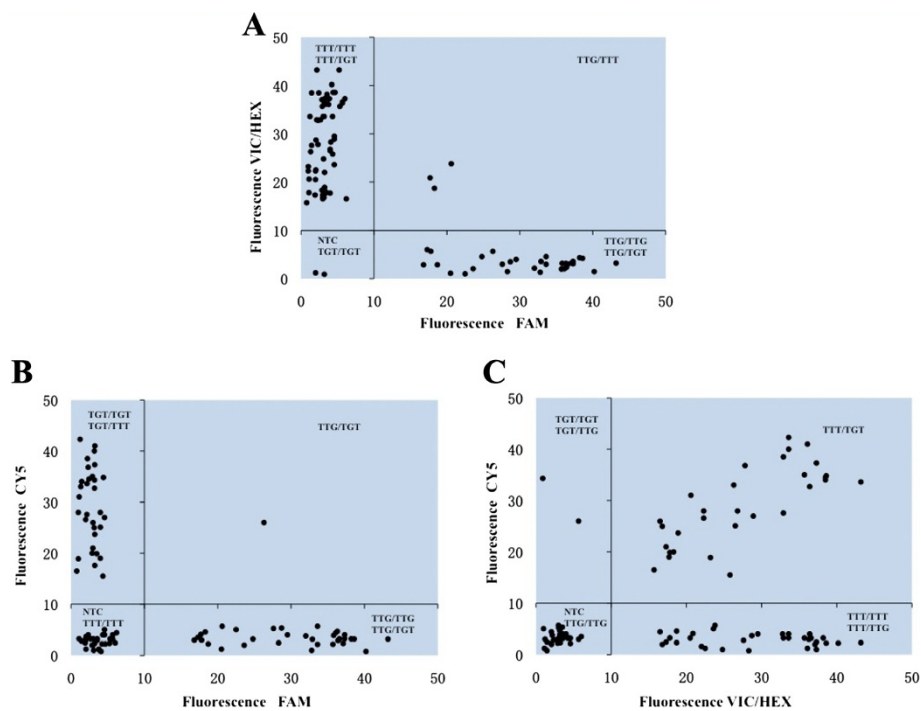 A
50
40
30
20
10
0
Fluorescence VIC/HEX
TTT/TTT
TTT/TGT
TTG/TTT
NTC
TGT/TGT
TTG/TTG
TTG/TGT
0 10 20 30 40 50
Fluorescence FAM
B
50
40
30
20
10
0
Fluorescence CY5
TGT/TGT
TGT/TTT
TTG/TGT
NTC
TTT/TTT
TTG/TTG
TTG/TGT
0 10 20 30 40 50
Fluorescence FAM
C
50
40
30
20
10
0
Fluorescence CY5
TGT/TGT
TGT/TTG
TTT/TGT
NTC
TTG/TTG
TTT/TTT
TTT/TTG
0 10 20 30 40 50
Fluorescence VIC/HEX